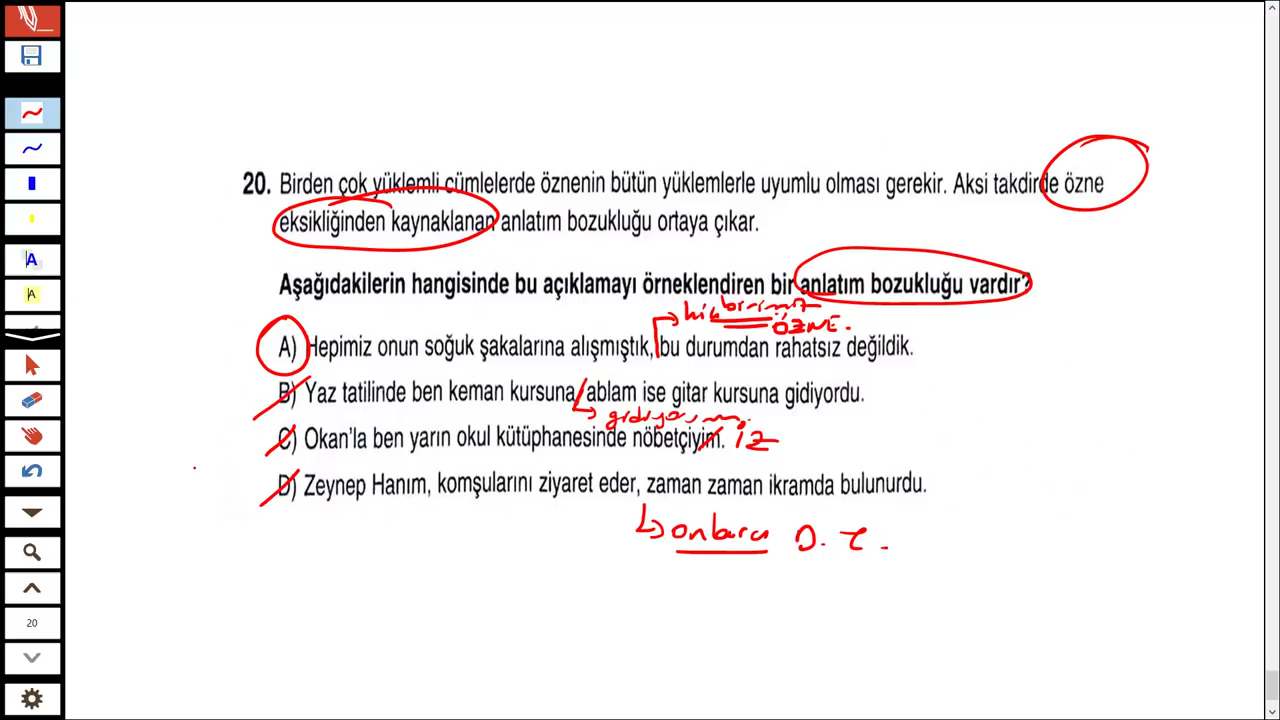 20. Birden çok yüklemli cümlelerde öznenin bütün yüklemlerle uyumlu olması gerekir. Aksi takdirde özne
eksikliğinden kaynaklanan anlatım bozukluğu ortaya çıkar.
Aşağıdakilerin hangisinde bu açıklamayı örneklendiren bir anlatım bozukluğu vardır?
hiçbirimiz
ÖZNE.
A) Hepimiz onun soğuk şakalarına alışmıştık, bu durumdan rahatsız değildik.
B) Yaz tatilinde ben keman kursuna ablam ise gitar kursuna gidiyordu.
gidiyorum.
C) Okan'la ben yarın okul kütüphanesinde nöbetçiyim. İZ
D) Zeynep Hanım, komşularını ziyaret eder, zaman zaman ikramda bulunurdu.
onlara D. T.
A
A
20